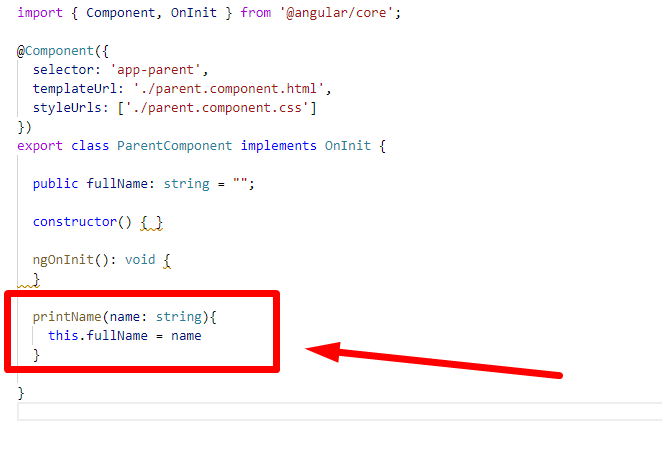 import { Component, OnInit } from '@angular/core';
@Component({
selector: 'app-parent',
templateUrl: './parent.component.html',
styleUrls: ['./parent.component.css']
})
export class ParentComponent implements OnInit {
public fullName: string = "";
constructor() { }
ngOnInit(): void {
}
printName(name: string){
this.fullName = name
}
}